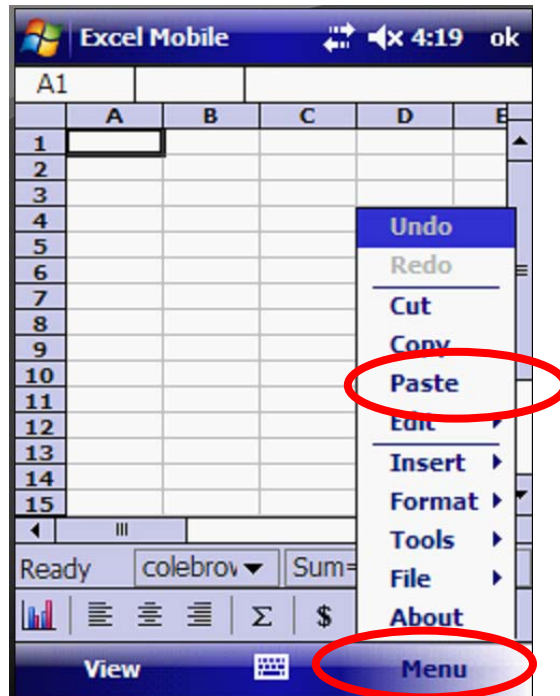 Excel Mobile 4:19 ok
A1
A B C D E
1
2
3
4
Undo
5
6
Redo
7
Cut
8
9
Copy
10
Paste
11
12
Edit
13
Insert
14
15
Format
Tools
Ready colebrov Sum=
File
Σ $
About
View Menu